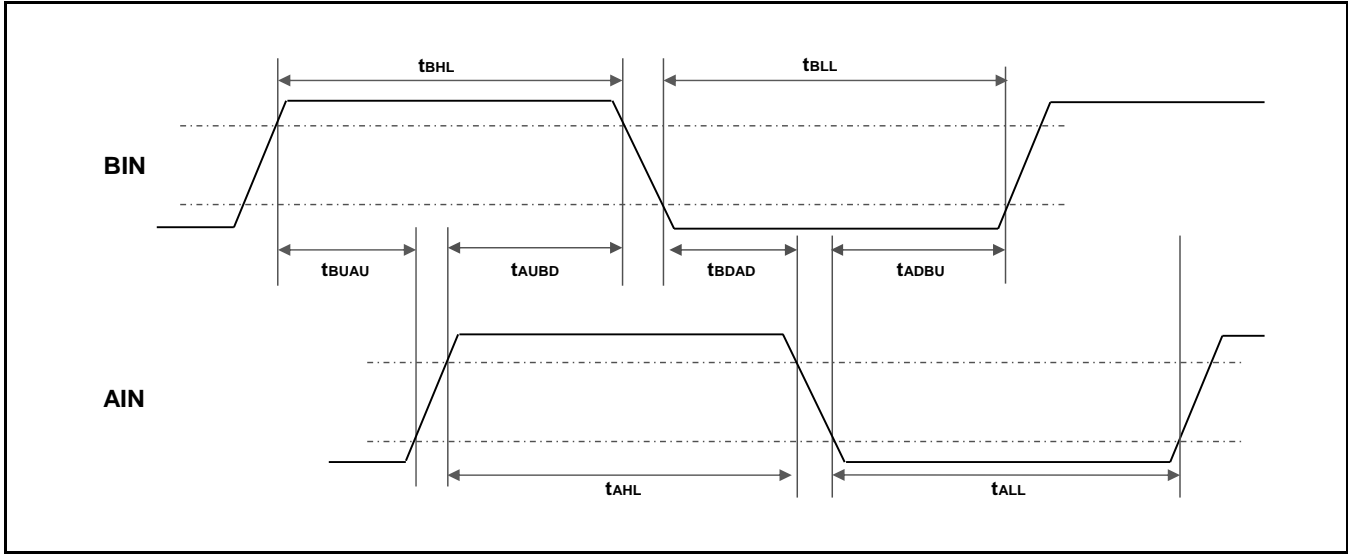 tBHL
tBLL
BIN
tBUAU
tAUBD
tBDAD
tADBU
AIN
tAHL
tALL